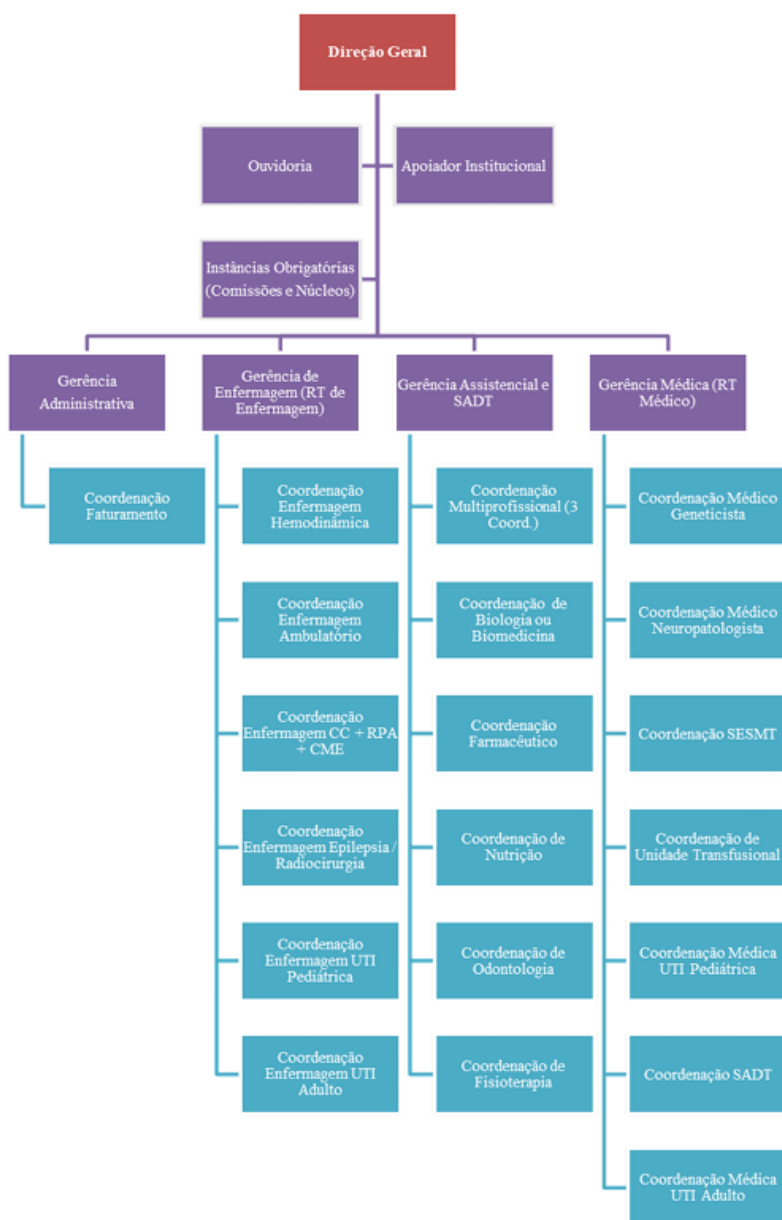 Direção Geral
Ouvidoria
Apoiador Institucional
Instâncias Obrigatórias
(Comissões e Núcleos)
Gerência
Administrativa
Gerência de
Enfermagem (RT de
Enfermagem)
Gerência Assistencial e
SADT
Gerência Médica (RT
Médico)
Coordenação
Faturamento
Coordenação
Enfermagem
Hemodinâmica
Coordenação
Multiprofissional (3
Coord.)
Coordenação Médico
Geneticista
Coordenação
Enfermagem
Ambulatório
Coordenação de
Biologia ou
Biomedicina
Coordenação Médico
Neuropatologista
Coordenação
Enfermagem CC + RPA
+ CME
Coordenação
Farmacêutico
Coordenação SESMT
Coordenação
Enfermagem Epilepsia /
Radiocirurgia
Coordenação de
Nutrição
Coordenação de
Unidade Transfusional
Coordenação
Enfermagem UTI
Pediátrica
Coordenação de
Odontologia
Coordenação Médica
UTI Pediátrica
Coordenação
Enfermagem UTI
Adulto
Coordenação de
Fisioterapia
Coordenação SADT
Coordenação Médica
UTI Adulto